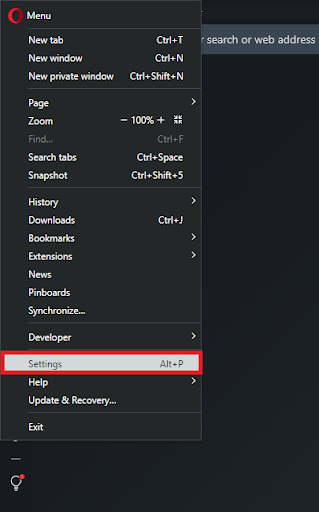 Menu
r search or web address
New tab Ctrl+T
New window Ctrl+N
New private window Ctrl+Shift+N
Page
Zoom − 100% +
Find... Ctrl+F
Search tabs Ctrl+Space
Snapshot Ctrl+Shift+5
History
Downloads Ctrl+J
Bookmarks
Extensions
News
Pinboards
Synchronize...
Developer
Settings Alt+P
Help
Update & Recovery...
Exit